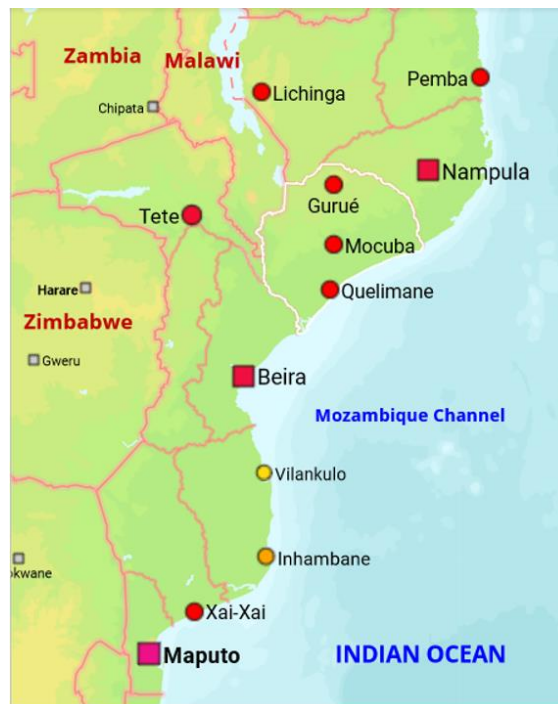 Zambia
Malawi
Pemba
Lichinga
Chipata
Nampula
Gurué
Tete
Mocuba
Harare
Quelimane
Zimbabwe
Gweru
Beira
Mozambique Channel
Vilankulo
Inhambane
okwane
Xai-Xai
Maputo
INDIAN OCEAN